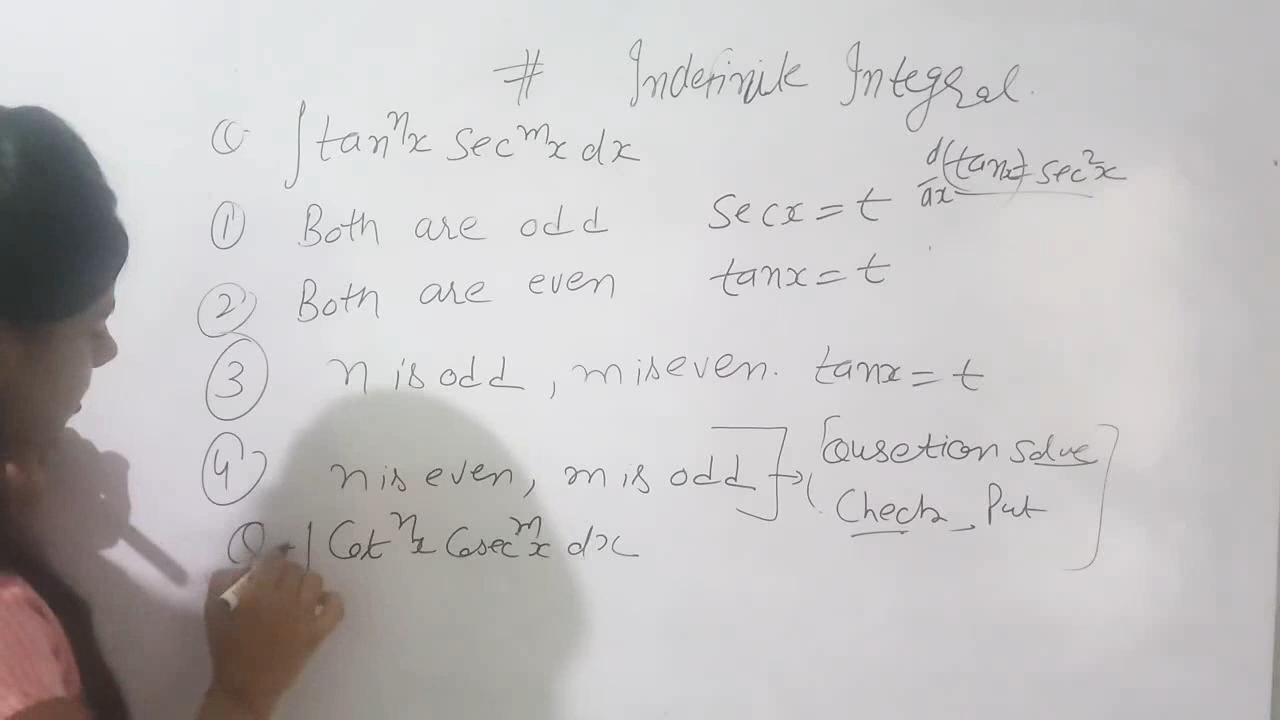 # Indefinite Integral.
Q ∫ tanⁿx secᵐx dx
d/dx (tanx) = sec²x
① Both are odd secx = t
② Both are even tanx = t
③ n is odd, m is even. tanx = t
④ n is even, m is odd ] → [ Qusetion solve
Check - Put ]
Q - ∫ Cotⁿx Cosecᵐx dx